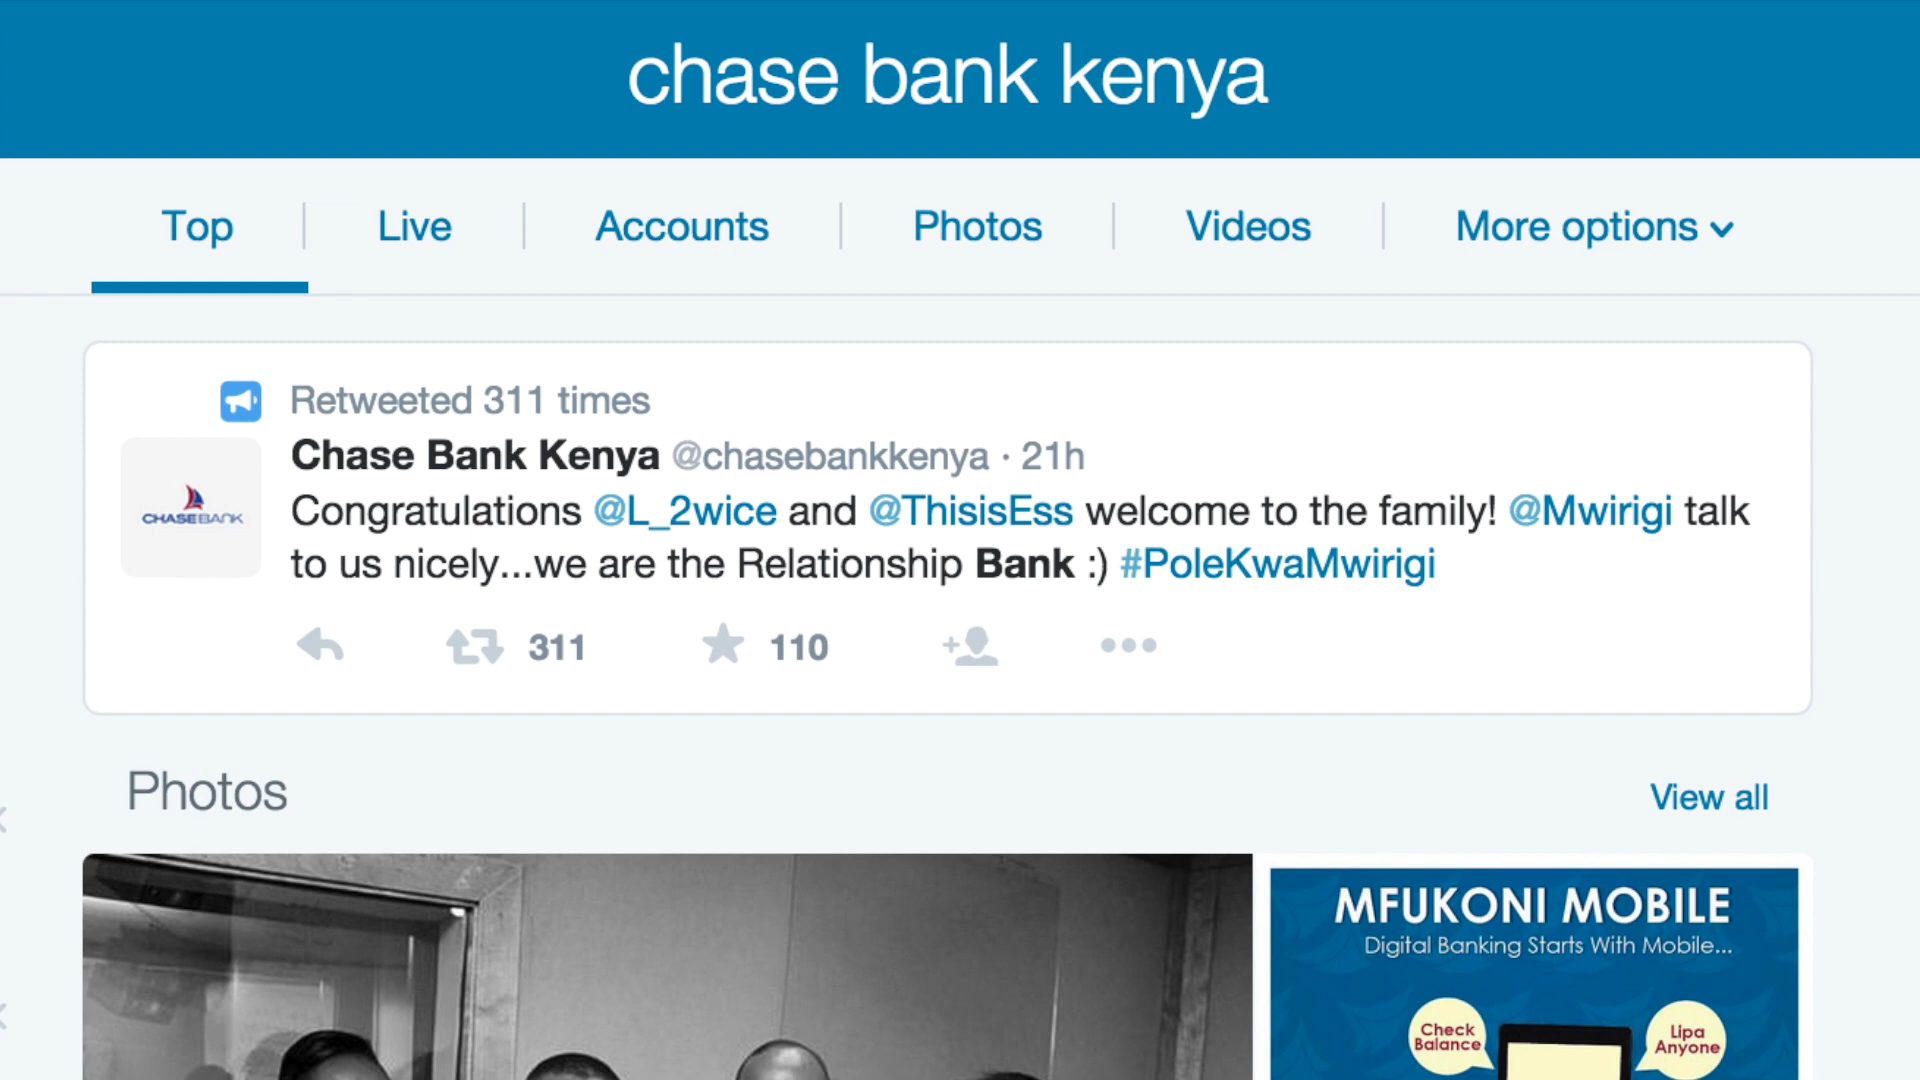 chase bank kenya
Top
Live
Accounts
Photos
Videos
More options
Retweeted 311 times
Chase Bank Kenya @chasebankkenya · 21h
CHASEBANK
Congratulations @L_2wice and @ThisisEss welcome to the family! @Mwirigi talk
to us nicely...we are the Relationship Bank :) #PoleKwaMwirigi
311
110
Photos
View all
MFUKONI MOBILE
Digital Banking Starts With Mobile...
Check
Balance
Lipa
Anyone